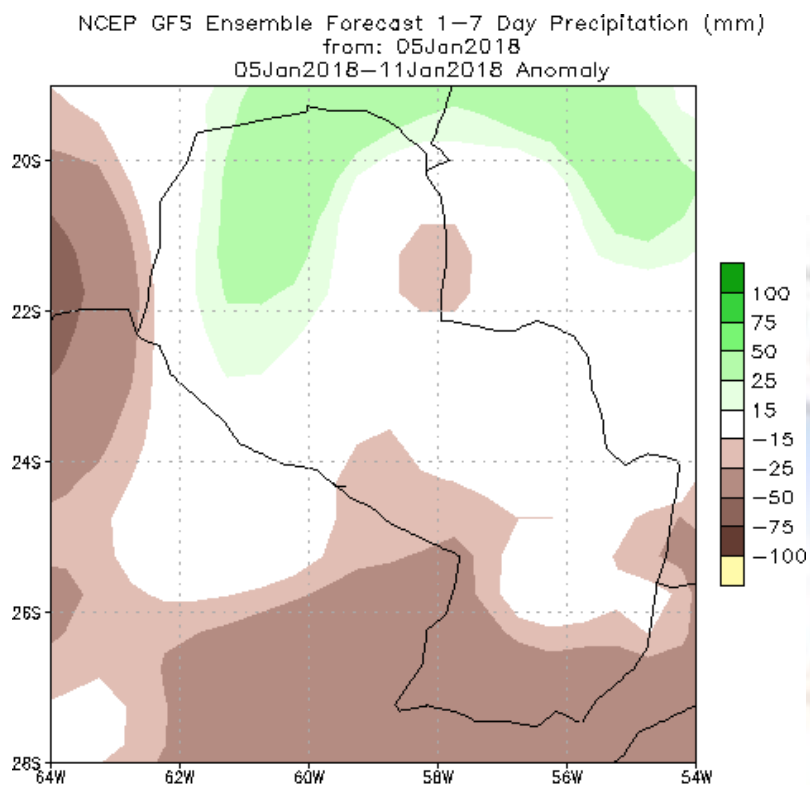 NCEP GFS Ensemble Forecast 1–7 Day Precipitation (mm)
from: 05Jan2018
05Jan2018–11Jan2018 Anomaly
20S
22S
24S
26S
28S
64W 62W 60W 58W 56W 54W
100
75
50
25
15
−15
−25
−50
−75
−100